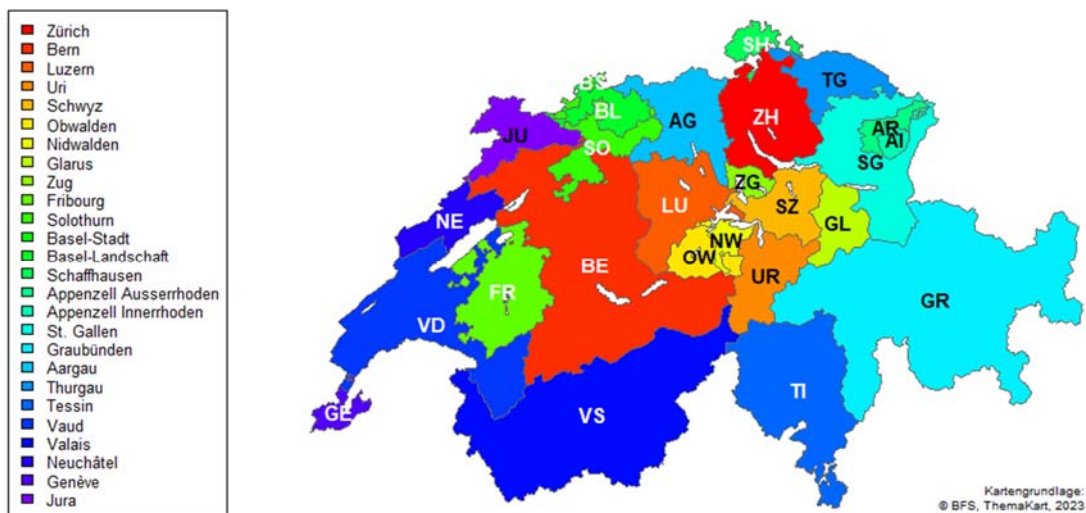 Zürich
Bern
Luzern
Uri
Schwyz
Obwalden
Nidwalden
Glarus
Zug
Fribourg
Solothurn
Basel-Stadt
Basel-Landschaft
Schaffhausen
Appenzell Ausserrhoden
Appenzell Innerrhoden
St. Gallen
Graubünden
Aargau
Thurgau
Tessin
Vaud
Valais
Neuchâtel
Genève
Jura
SH
BS
TG
BL
AG
ZH
AR
JU
AI
SO
SG
ZG
LU
SZ
NE
GL
NW
OW
BE
UR
FR
GR
VD
TI
GE
VS
Kartengrundlage:
© BFS, ThemaKart, 2023